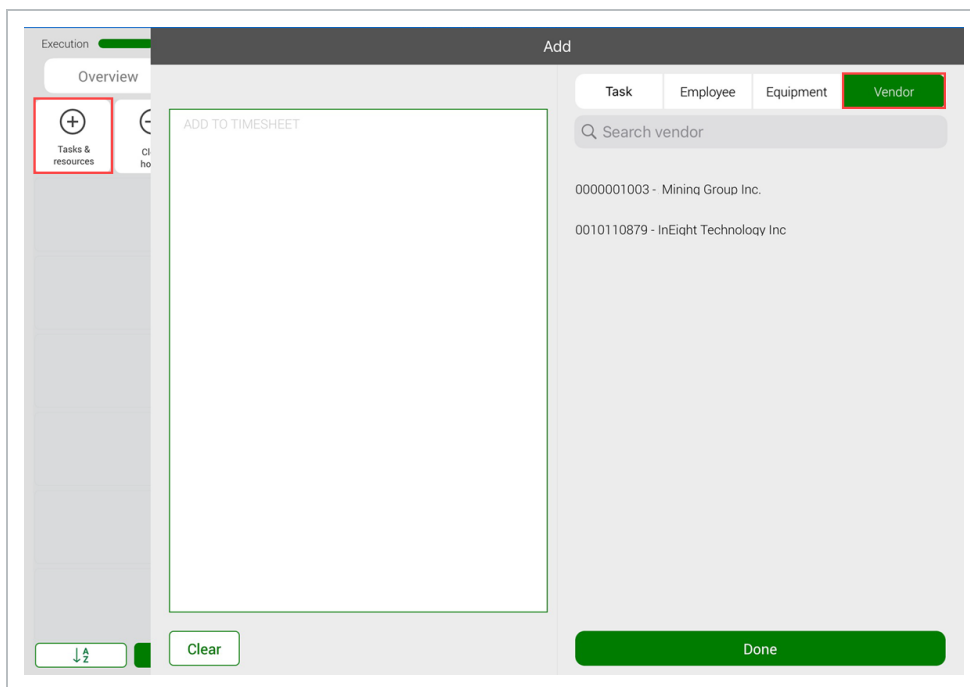 Execution
Add
Overview
Task Employee Equipment Vendor
Search vendor
ADD TO TIMESHEET
Tasks &
resources
0000001003 - Mining Group Inc.
0010110879 - InEight Technology Inc
A
Z
Clear
Done